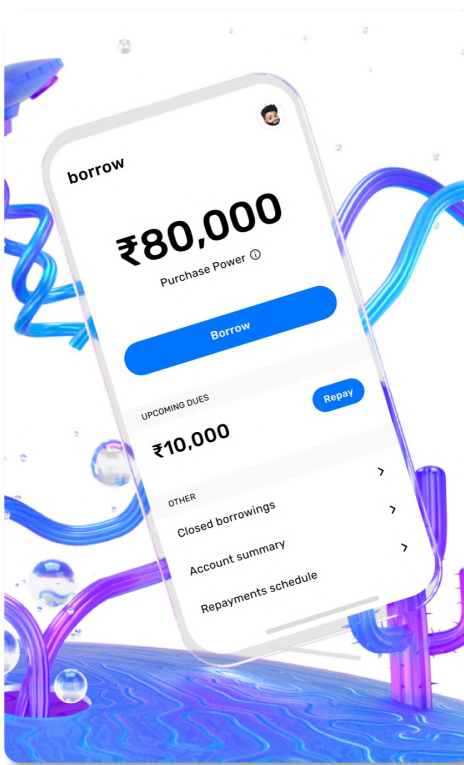 borrow
₹80,000
Purchase Power
Borrow
UPCOMING DUES
₹10,000
Repay
OTHER
Closed borrowings
Account summary
Repayments schedule